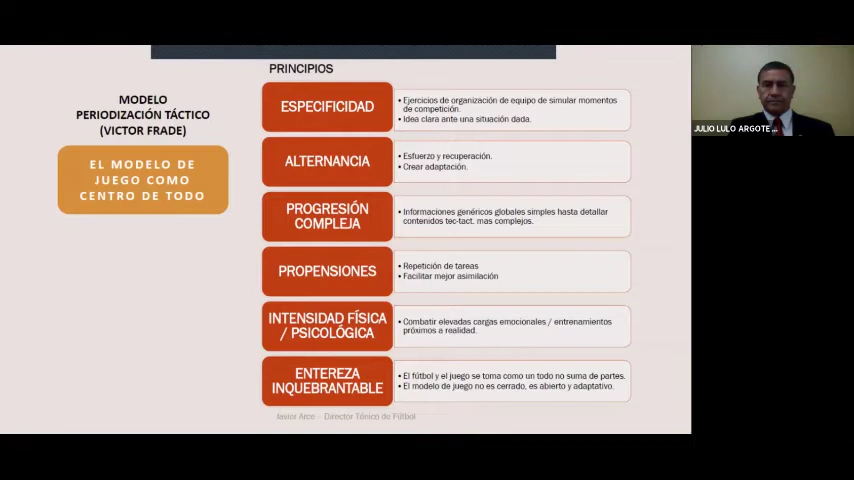 PRINCIPIOS
MODELO
PERIODIZACIÓN TÁCTICO
(VICTOR FRADE)
EL MODELO DE
JUEGO COMO
CENTRO DE TODO
ESPECIFICIDAD
• Ejercicios de organización de equipo de simular momentos
de competición.
• Idea clara ante una situación dada.
ALTERNANCIA
• Esfuerzo y recuperación.
• Crear adaptación.
PROGRESIÓN
COMPLEJA
• Informaciones genéricos globales simples hasta detallar
contenidos tec-tact. mas complejos.
PROPENSIONES
• Repetición de tareas
• Facilitar mejor asimilación
INTENSIDAD FÍSICA
/ PSICOLÓGICA
• Combatir elevadas cargas emocionales / entrenamientos
próximos a realidad.
ENTEREZA
INQUEBRANTABLE
• El fútbol y el juego se toma como un todo no suma de partes.
• El modelo de juego no es cerrado, es abierto y adaptativo.
Javier Arce – Director Tónico de Fútbol
JULIO LULO ARGOTE ...